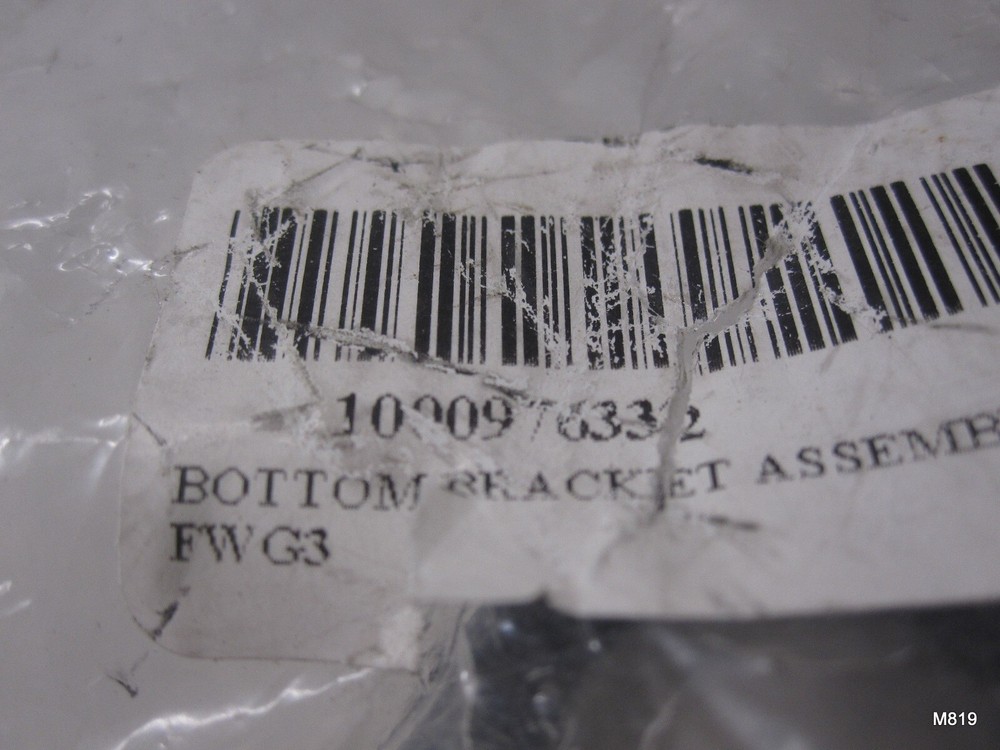 1000976332
BOTTOM BRACKET ASSEMB
FWG3
M819